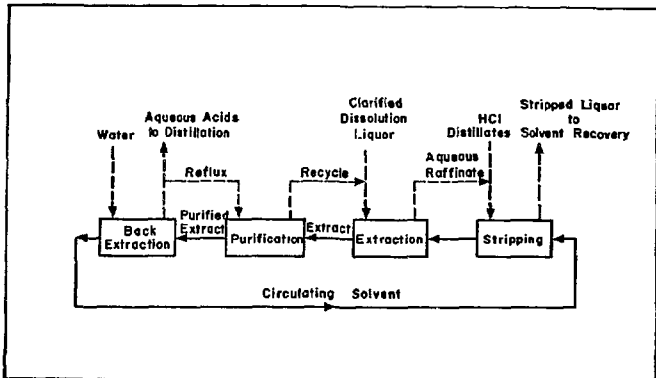 Water
Aqueous Acids
to Distillation
Clarified
Dissolution
Liquor
HCl
Distillates
Stripped Liquor
to
Solvent Recovery
Reflux
Recycle
Aqueous
Raffinate
Back
Extraction
Purified
Extract
Purification
Extract
Extraction
Stripping
Circulating Solvent